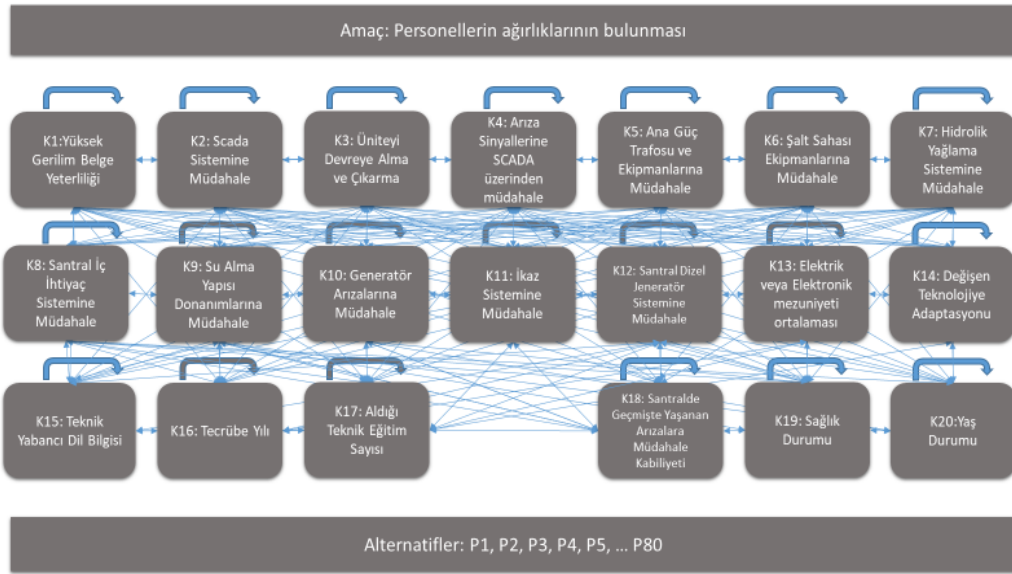 Amaç: Personellerin ağırlıklarının bulunması
K1:Yüksek
Gerilim Belge
Yeterliliği
K2: Scada
Sistemine
Müdahale
K3: Üniteyi
Devreye Alma
ve Çıkarma
K4: Arıza
Sinyallerine
SCADA
üzerinden
müdahale
K5: Ana Güç
Trafosu ve
Ekipmanlarına
Müdahale
K6: Şalt Sahası
Ekipmanlarına
Müdahale
K7: Hidrolik
Yağlama
Sistemine
Müdahale
K8: Santral İç
İhtiyaç
Sistemine
Müdahale
K9: Su Alma
Yapısı
Donanımlarına
Müdahale
K10: Generatör
Arızalarına
Müdahale
K11: İkaz
Sistemine
Müdahale
K12: Santral Dizel
Jeneratör
Sistemine
Müdahale
K13: Elektrik
veya Elektronik
mezuniyeti
ortalaması
K14: Değişen
Teknolojiye
Adaptasyonu
K15: Teknik
Yabancı Dil Bilgisi
K16: Tecrübe Yılı
K17: Aldığı
Teknik Eğitim
Sayısı
K18: Santralde
Geçmişte Yaşanan
Arızalara
Müdahale
Kabiliyeti
K19: Sağlık
Durumu
K20:Yaş
Durumu
Alternatifler: P1, P2, P3, P4, P5, ... P80